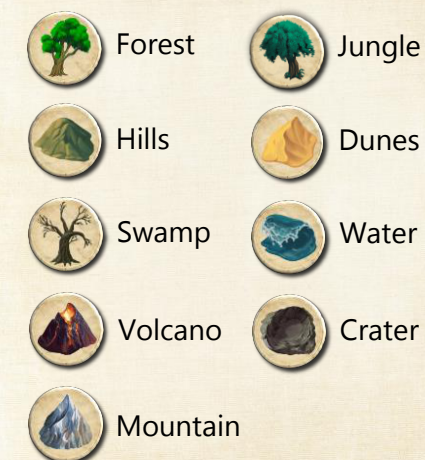 Forest
Jungle
Hills
Dunes
Swamp
Water
Volcano
Crater
Mountain